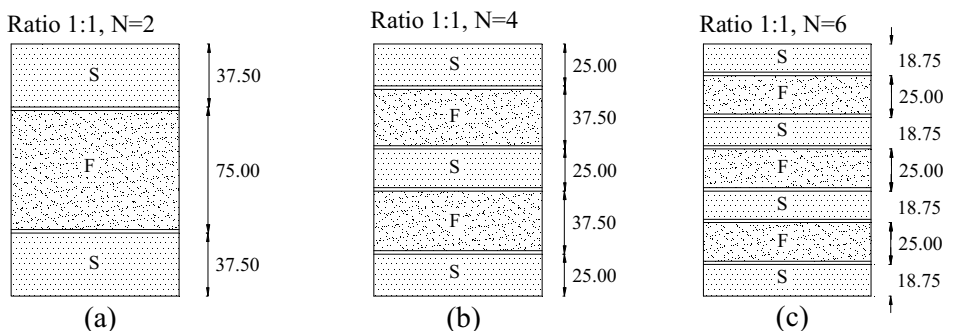 Ratio 1:1, N=2
S
37.50
F
75.00
S
37.50
(a)
Ratio 1:1, N=4
S
25.00
F
37.50
S
25.00
F
37.50
S
25.00
(b)
Ratio 1:1, N=6
S
18.75
F
25.00
S
18.75
F
25.00
S
18.75
F
25.00
S
18.75
(c)